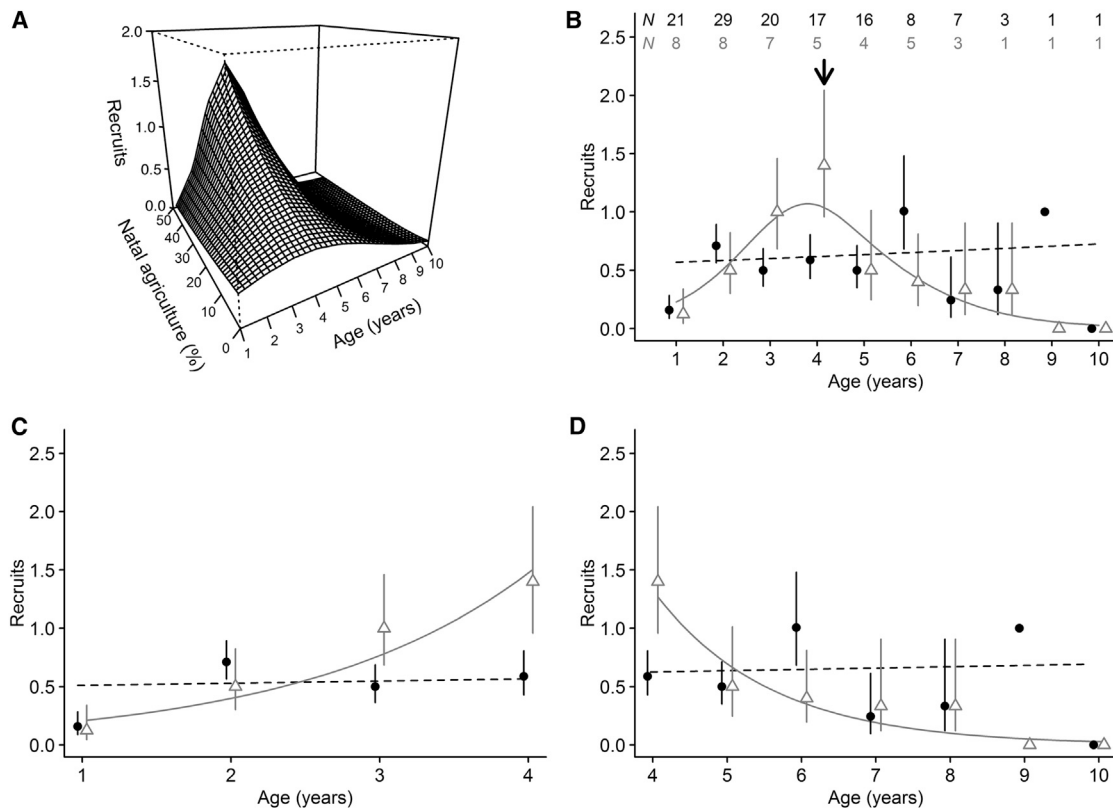 A
2.0
1.5
1.0
0.5
0.0
Recruits
50
40
30
20
10
0
Natal agriculture (%)
1
2
3
4
5
6
7
8
9
10
Age (years)
B
N 21 29 20 17 16 8 7 3 1 1
N 8 8 7 5 4 5 3 1 1 1
2.5
2.0
1.5
1.0
0.5
0.0
Recruits
1 2 3 4 5 6 7 8 9 10
Age (years)
C
2.5
2.0
1.5
1.0
0.5
0.0
Recruits
1 2 3 4
Age (years)
D
2.5
2.0
1.5
1.0
0.5
0.0
Recruits
4 5 6 7 8 9 10
Age (years)